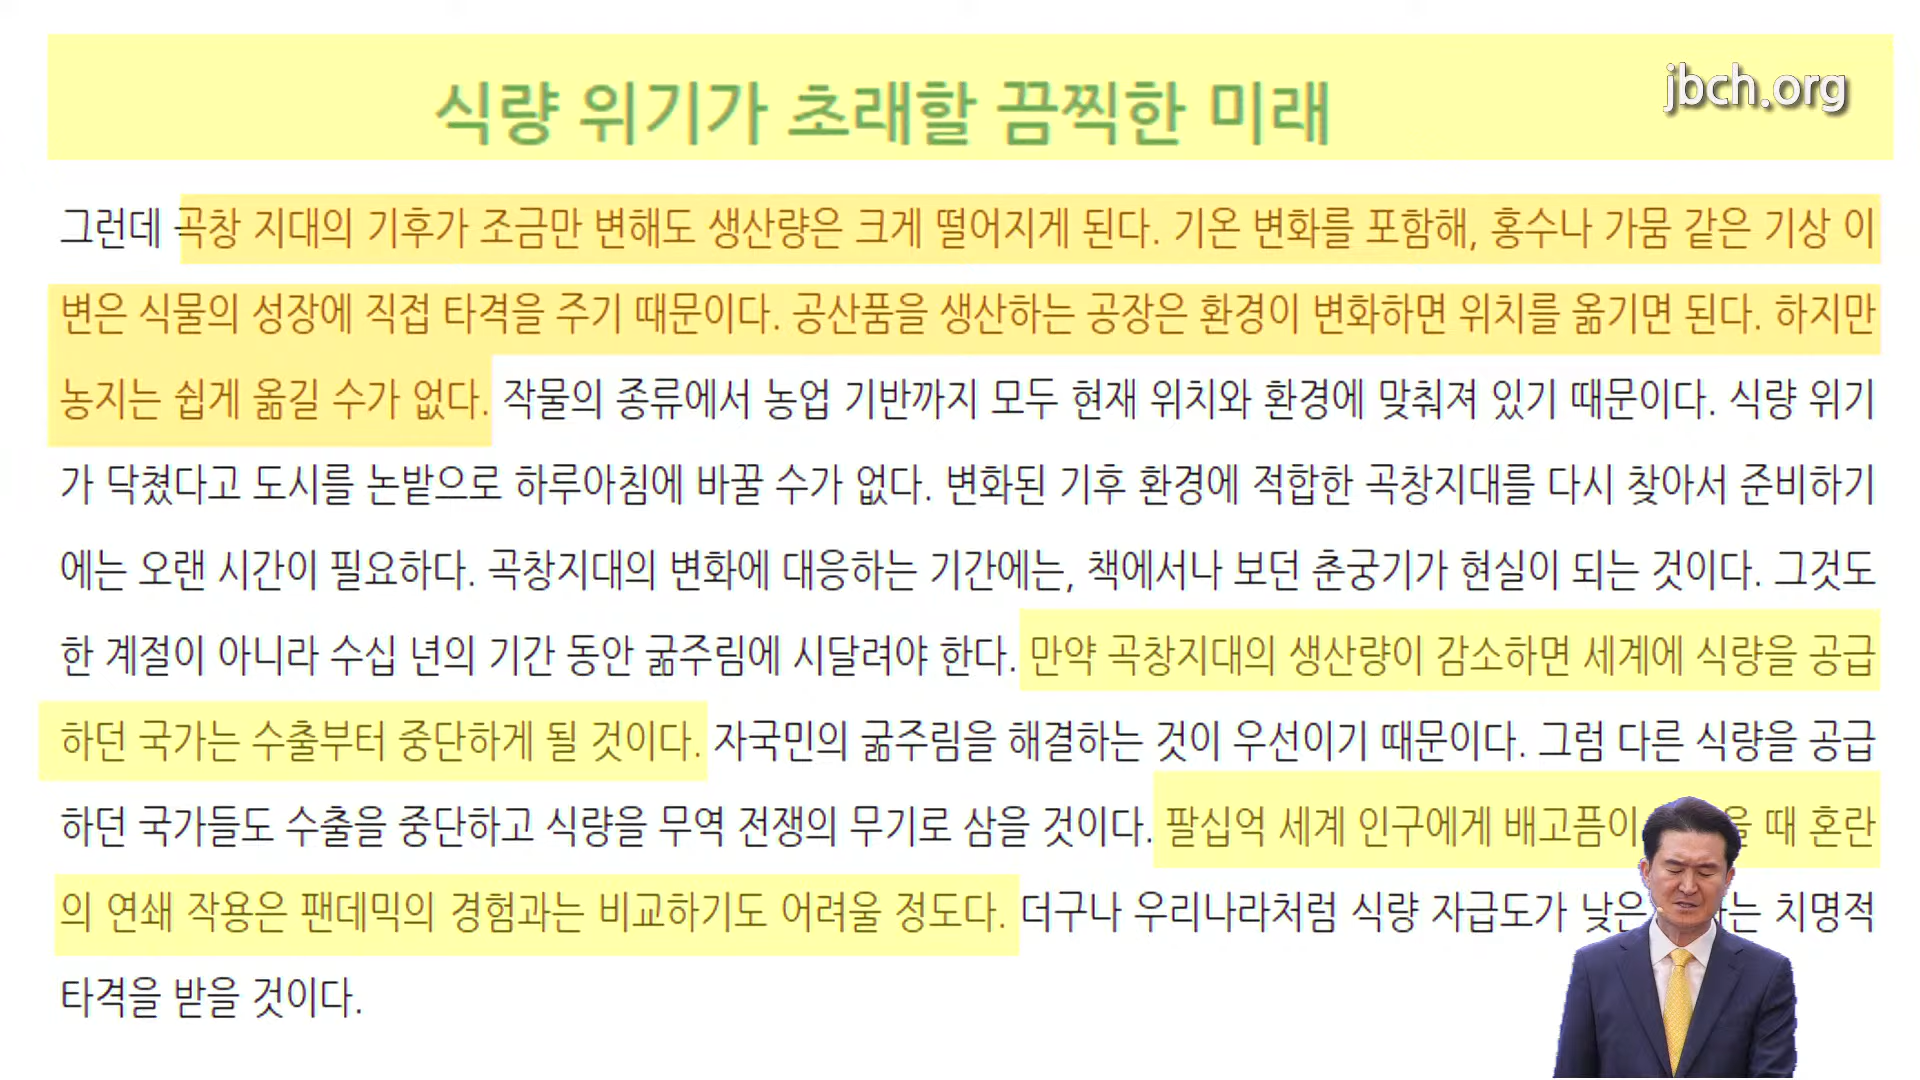 식량 위기가 초래할 끔찍한 미래
jbch.org
그런데 곡창 지대의 기후가 조금만 변해도 생산량은 크게 떨어지게 된다. 기온 변화를 포함해, 홍수나 가뭄 같은 기상 이
변은 식물의 성장에 직접 타격을 주기 때문이다. 공산품을 생산하는 공장은 환경이 변화하면 위치를 옮기면 된다. 하지만
농지는 쉽게 옮길 수가 없다. 작물의 종류에서 농업 기반까지 모두 현재 위치와 환경에 맞춰져 있기 때문이다. 식량 위기
가 닥쳤다고 도시를 논밭으로 하루아침에 바꿀 수가 없다. 변화된 기후 환경에 적합한 곡창지대를 다시 찾아서 준비하기
에는 오랜 시간이 필요하다. 곡창지대의 변화에 대응하는 기간에는, 책에서나 보던 춘궁기가 현실이 되는 것이다. 그것도
한 계절이 아니라 수십 년의 기간 동안 굶주림에 시달려야 한다. 만약 곡창지대의 생산량이 감소하면 세계에 식량을 공급
하던 국가는 수출부터 중단하게 될 것이다. 자국민의 굶주림을 해결하는 것이 우선이기 때문이다. 그럼 다른 식량을 공급
하던 국가들도 수출을 중단하고 식량을 무역 전쟁의 무기로 삼을 것이다. 팔십억 세계 인구에게 배고픔이 때 혼란
의 연쇄 작용은 팬데믹의 경험과는 비교하기도 어려울 정도다. 더구나 우리나라처럼 식량 자급도가 낮은 치명적
타격을 받을 것이다.